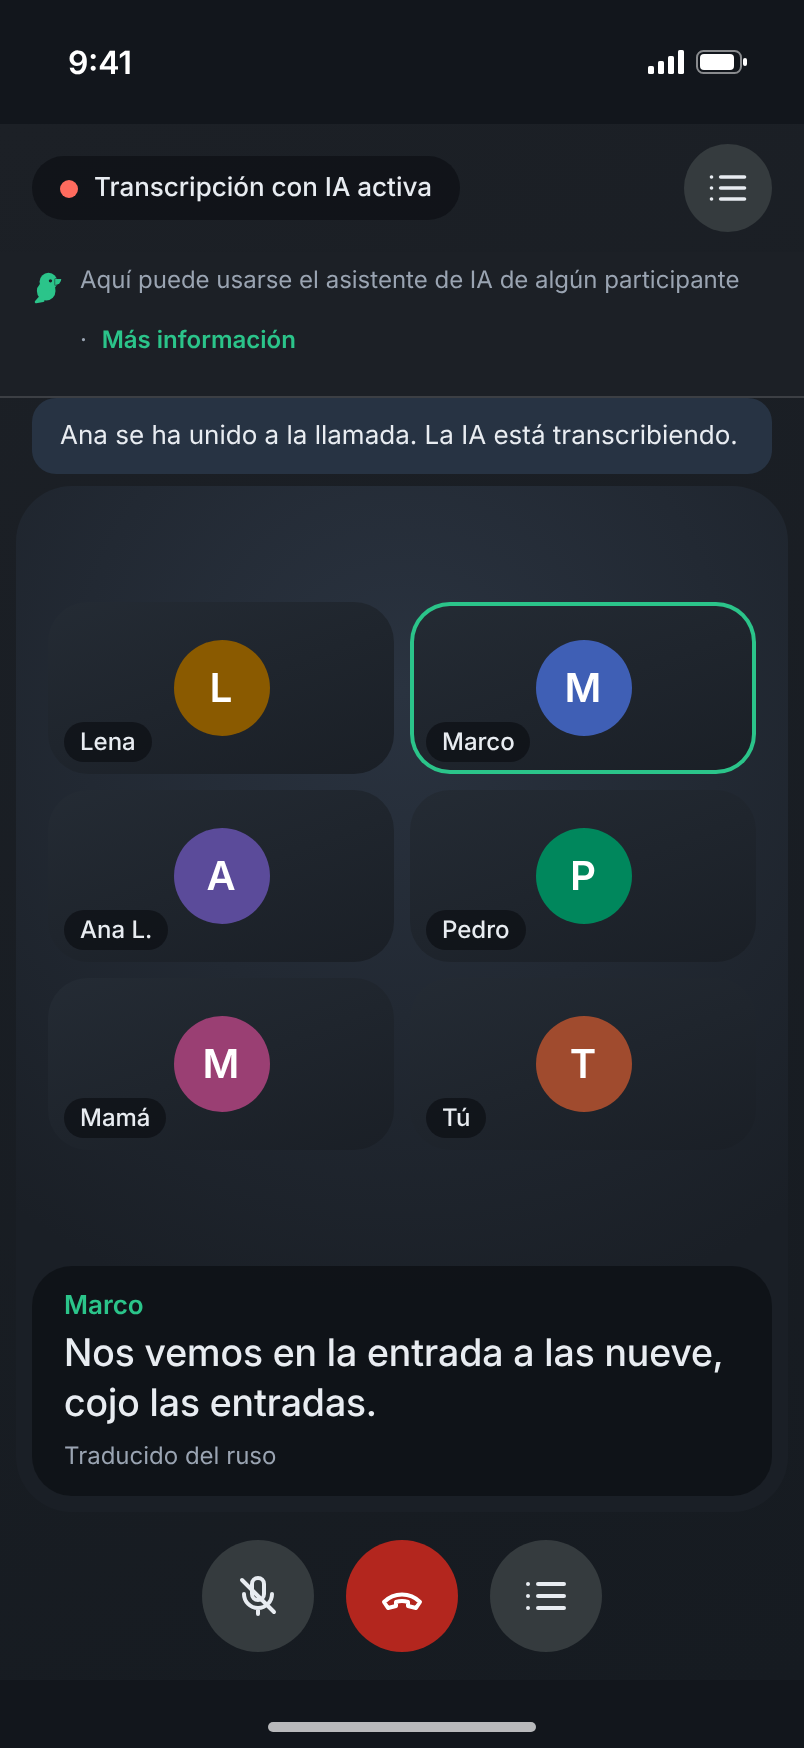 9:41
Transcripción con IA activa
Aquí puede usarse el asistente de IA de algún participante
· Más información
Ana se ha unido a la llamada. La IA está transcribiendo.
L
Lena
M
Marco
A
Ana L.
P
Pedro
M
Mamá
T
Tú
Marco
Nos vemos en la entrada a las nueve,
cojo las entradas.
Traducido del ruso